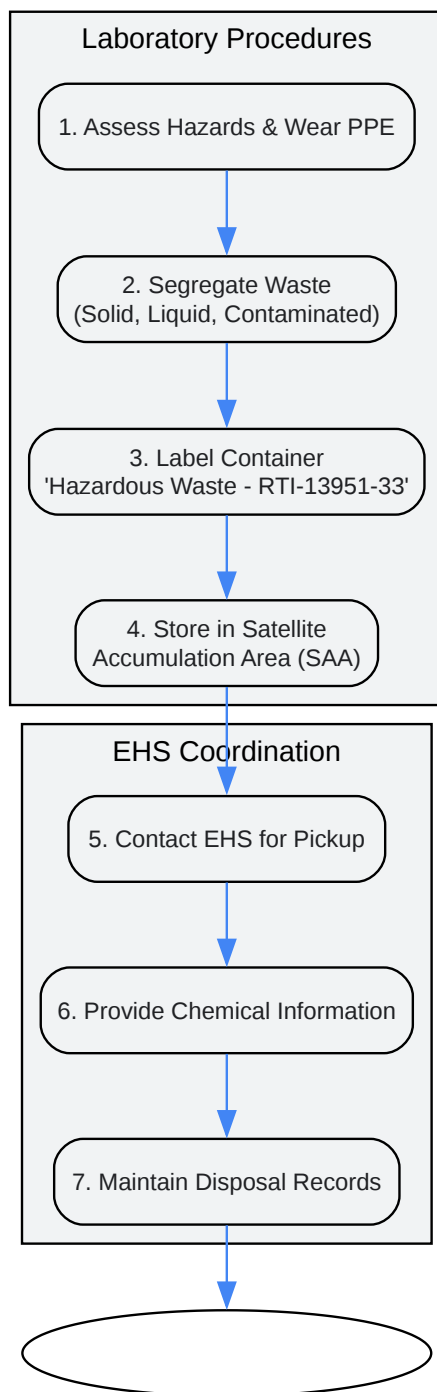 Laboratory Procedures
1. Assess Hazards & Wear PPE
2. Segregate Waste
(Solid, Liquid, Contaminated)
3. Label Container
'Hazardous Waste - RTI-13951-33'
4. Store in Satellite
Accumulation Area (SAA)
EHS Coordination
5. Contact EHS for Pickup
6. Provide Chemical Information
7. Maintain Disposal Records